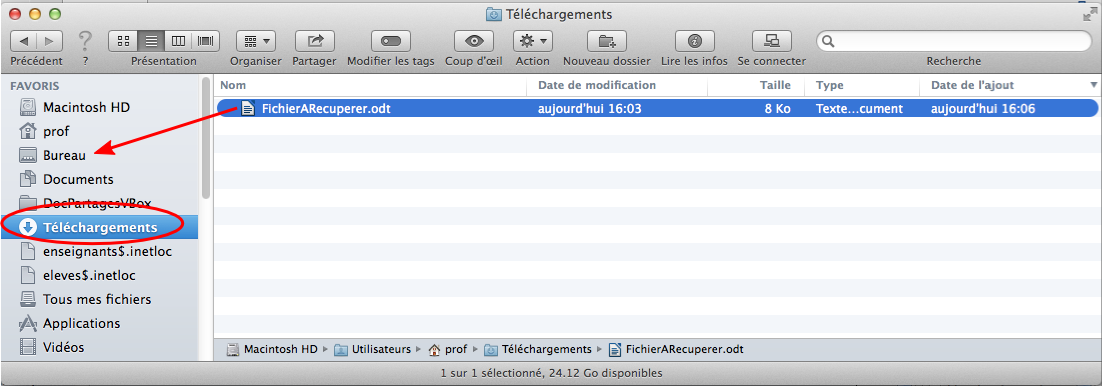 Téléchargements
Précédent ? Présentation Organiser Partager Modifier les tags Coup d'œil Action Nouveau dossier Lire les infos Se connecter Recherche
FAVORIS
Macintosh HD
prof
Bureau
Documents
DocPartagesVBox
Téléchargements
enseignants$.inetloc
eleves$.inetloc
Tous mes fichiers
Applications
Vidéos
Nom Date de modification Taille Type Date de l'ajout
FichierARecuperer.odt aujourd'hui 16:03 8 Ko Texte...cument aujourd'hui 16:06
Macintosh HD ▸ Utilisateurs ▸ prof ▸ Téléchargements ▸ FichierARecuperer.odt
1 sur 1 sélectionné, 24.12 Go disponibles